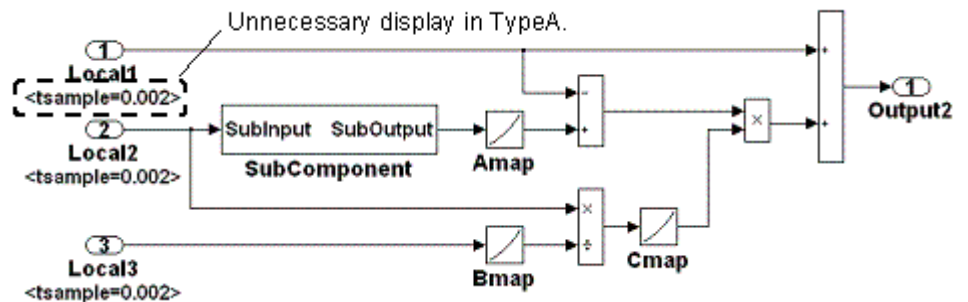 Unnecessary display in TypeA.
1
Local1
<tsample=0.002>
+
1
Output2
-
+
×
+
2
Local2
<tsample=0.002>
SubInput SubOutput
SubComponent
Amap
×
÷
Cmap
3
Local3
<tsample=0.002>
Bmap